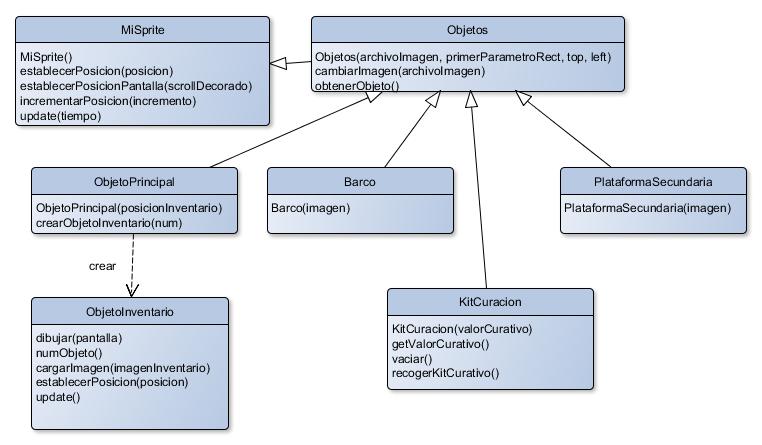 MiSprite
MiSprite()
establecerPosicion(posicion)
establecerPosicionPantalla(scrollDecorado)
incrementarPosicion(incremento)
update(tiempo)
Objetos
Objetos(archivoImagen, primerParametroRect, top, left)
cambiarImagen(archivoImagen)
obtenerObjeto()
ObjetoPrincipal
ObjetoPrincipal(posicionInventario)
crearObjetoInventario(num)
Barco
Barco(imagen)
PlataformaSecundaria
PlataformaSecundaria(imagen)
crear
ObjetoInventario
dibujar(pantalla)
numObjeto()
cargarImagen(imagenInventario)
establecerPosicion(posicion)
update()
KitCuracion
KitCuracion(valorCurativo)
getValorCurativo()
vaciar()
recogerKitCurativo()